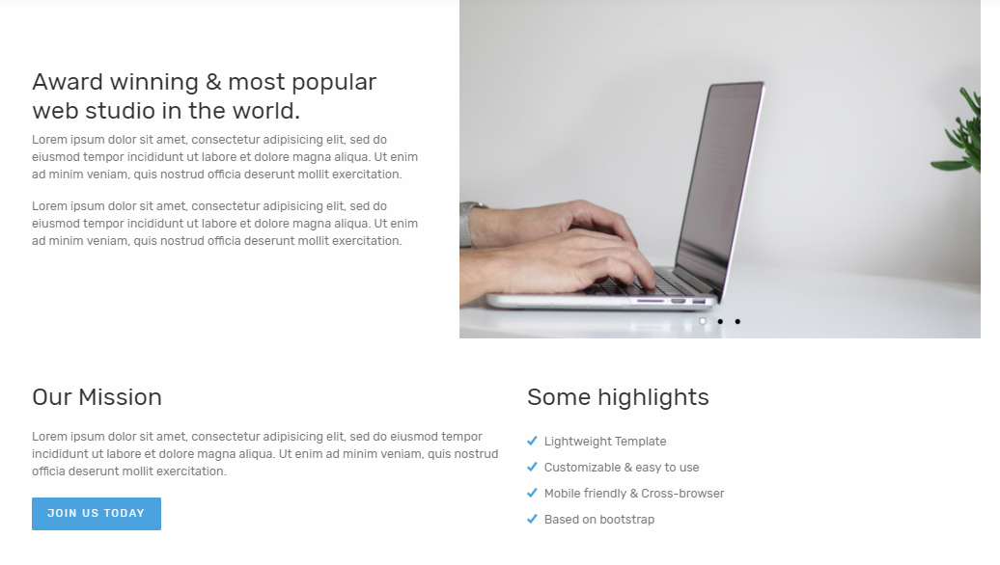 Award winning & most popular
web studio in the world.
Lorem ipsum dolor sit amet, consectetur adipisicing elit, sed do
eiusmod tempor incididunt ut labore et dolore magna aliqua. Ut enim
ad minim veniam, quis nostrud officia deserunt mollit exercitation.
Lorem ipsum dolor sit amet, consectetur adipisicing elit, sed do
eiusmod tempor incididunt ut labore et dolore magna aliqua. Ut enim
ad minim veniam, quis nostrud officia deserunt mollit exercitation.
Our Mission
Lorem ipsum dolor sit amet, consectetur adipisicing elit, sed do eiusmod tempor
incididunt ut labore et dolore magna aliqua. Ut enim ad minim veniam, quis nostrud
officia deserunt mollit exercitation.
JOIN US TODAY
Some highlights
Lightweight Template
Customizable & easy to use
Mobile friendly & Cross-browser
Based on bootstrap